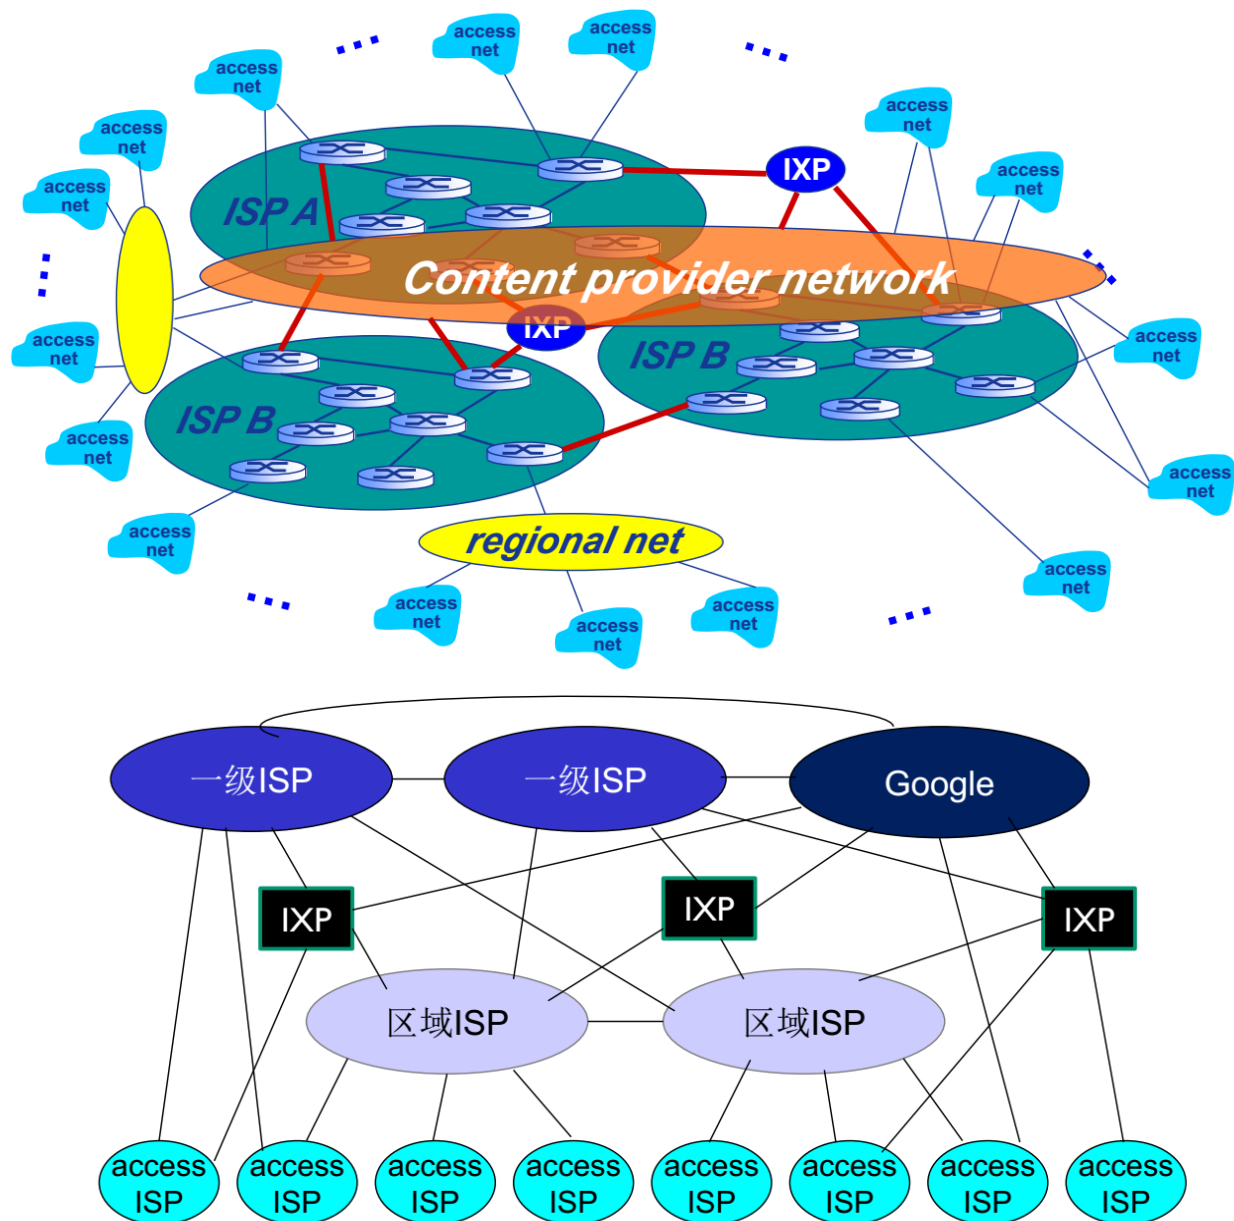 access
net
access
net
access
net
access
net
access
net
access
net
IXP
access
net
access
net
ISP A
Content provider network
IXP
access
net
access
net
ISP B
ISP B
access
net
access
net
access
net
regional net
access
net
access
net
access
net
access
net
一级ISP
一级ISP
Google
IXP
IXP
IXP
区域ISP
区域ISP
access
ISP
access
ISP
access
ISP
access
ISP
access
ISP
access
ISP
access
ISP
access
ISP